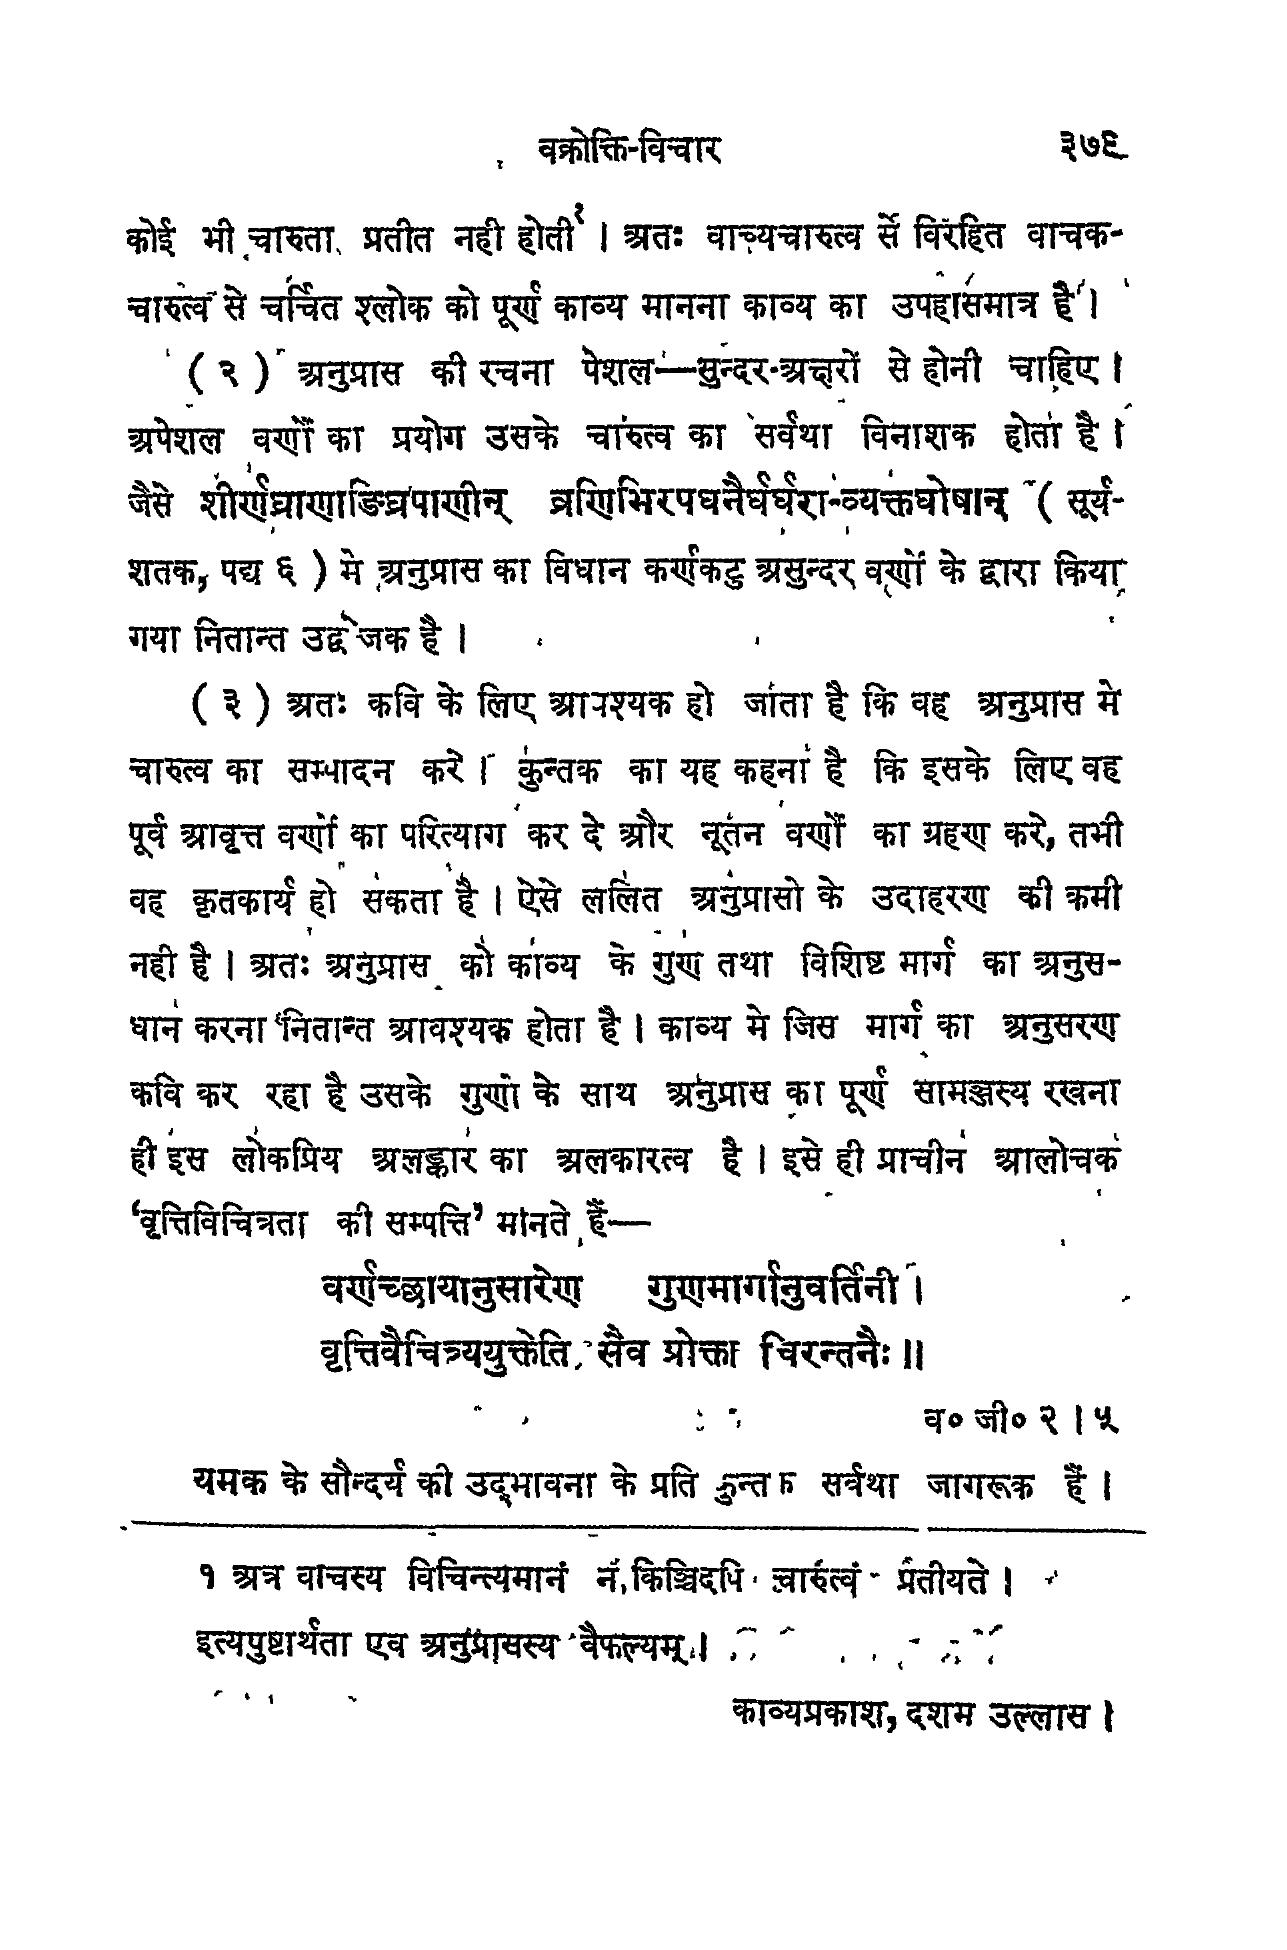 वक्रोक्ति-विचार ३७९
कोई भी चारुता प्रतीत नही होती१ । अतः वाच्यचारुत्व से विरहित वाचक-
चारुत्व से चर्चित श्लोक को पूर्ण काव्य मानना काव्य का उपहासमात्र है ।
( २ ) अनुप्रास की रचना पेशल—सुन्दर-अक्षरों से होनी चाहिए ।
अपेशल वर्णों का प्रयोग उसके चारुत्व का सर्वथा विनाशक होता है ।
जैसे शीर्णघ्राणाङ्घ्रिपाणीन् व्रणिभिरपघनैर्घर्घराव्यक्तघोषान् ( सूर्य-
शतक, पद्य ६ ) मे अनुप्रास का विधान कर्णकटु असुन्दर वर्णों के द्वारा किया
गया नितान्त उद्वेजक है ।
( ३ ) अतः कवि के लिए आवश्यक हो जाता है कि वह अनुप्रास मे
चारुत्व का सम्पादन करे । कुन्तक का यह कहना है कि इसके लिए वह
पूर्व आवृत्त वर्णों का परित्याग कर दे और नूतन वर्णों का ग्रहण करे, तभी
वह कृतकार्य हो सकता है । ऐसे ललित अनुप्रासो के उदाहरण की कमी
नही है । अतः अनुप्रास को काव्य के गुण तथा विशिष्ट मार्ग का अनुस-
धान करना नितान्त आवश्यक होता है । काव्य मे जिस मार्ग का अनुसरण
कवि कर रहा है उसके गुणो के साथ अनुप्रास का पूर्ण सामञ्जस्य रखना
ही इस लोकप्रिय अलङ्कार का अलकारत्व है । इसे ही प्राचीन आलोचक
‘वृत्तिविचित्रता की सम्पत्ति’ मानते हैं—
वर्णच्छायानुसारेण गुणमार्गानुवर्तिनी ।
वृत्तिवैचित्र्ययुक्तेति सैव प्रोक्ता चिरन्तनैः ॥
व० जी० २ । ५
यमक के सौन्दर्य की उद्भावना के प्रति कुन्तक सर्वथा जागरूक हैं ।
१ अत्र वाचस्य विचिन्त्यमानं न किञ्चिदपि चारुत्वं प्रतीयते ।
इत्यपुष्टार्थता एव अनुप्रासस्य वैफल्यम् ।
काव्यप्रकाश, दशम उल्लास ।